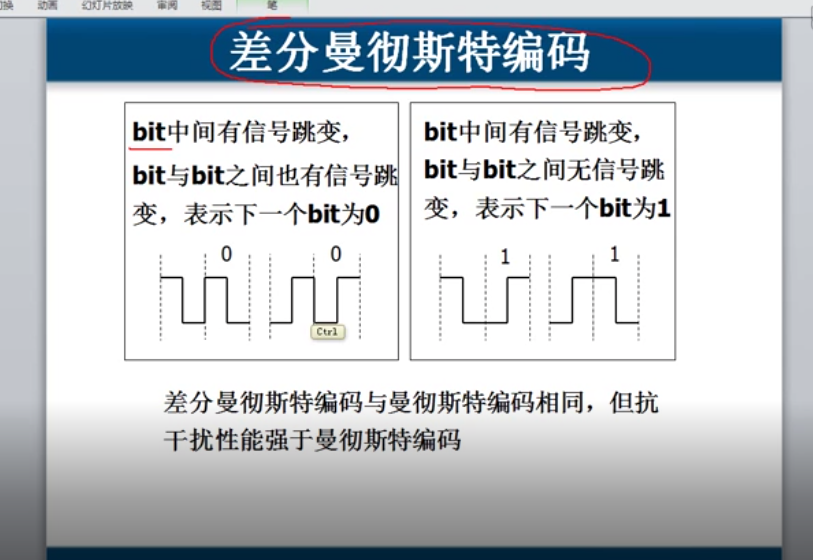 切换 动画 幻灯片放映 审阅 视图 笔
差分曼彻斯特编码
bit中间有信号跳变，
bit与bit之间也有信号跳
变，表示下一个bit为0
0 0
Ctrl
bit中间有信号跳变，
bit与bit之间无信号跳
变，表示下一个bit为1
1 1
差分曼彻斯特编码与曼彻斯特编码相同，但抗
干扰性能强于曼彻斯特编码